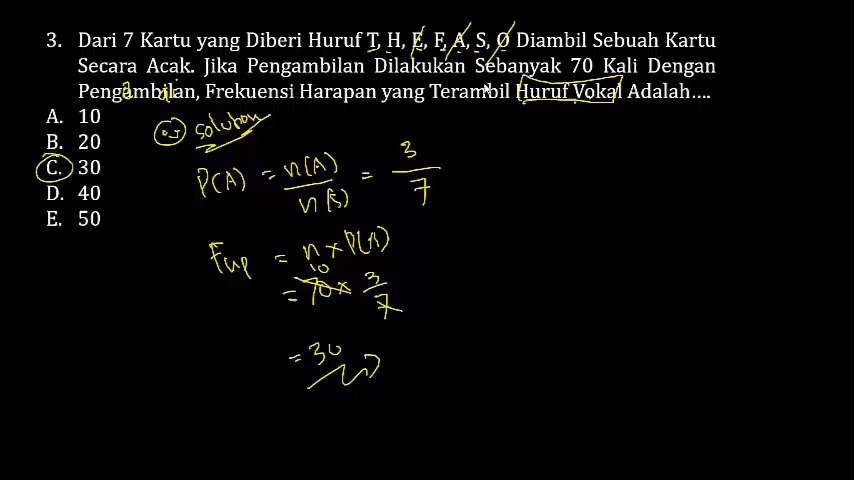 3. Dari 7 Kartu yang Diberi Huruf T, H, E, F, A, S, O Diambil Sebuah Kartu
Secara Acak. Jika Pengambilan Dilakukan Sebanyak 70 Kali Dengan
Pengambilan, Frekuensi Harapan yang Terambil Huruf Vokal Adalah....
A. 10
B. 20
C. 30
D. 40
E. 50
solution
P(A) = n(A) / n(S) = 3 / 7
= n × P(A)
10
= 70 × 3 / 7
= 30